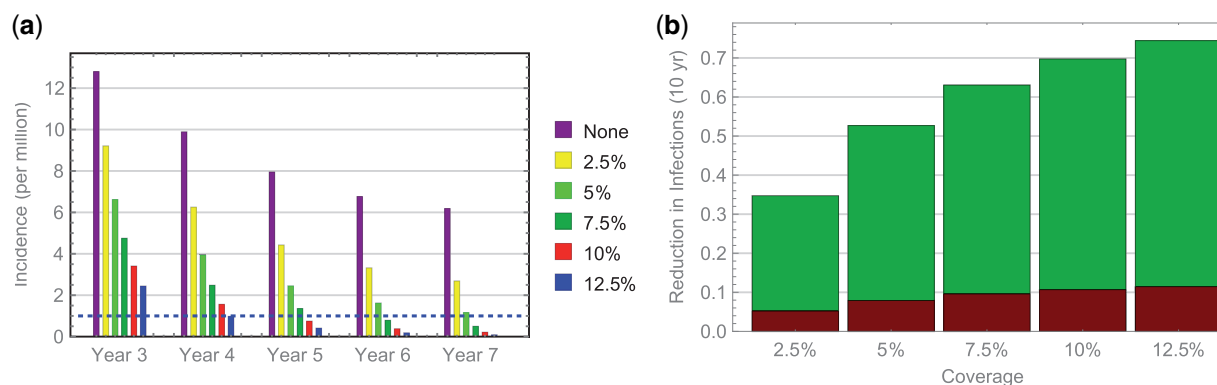 (a)
Incidence (per million)
12
10
8
6
4
2
0
Year 3 Year 4 Year 5 Year 6 Year 7
None
2.5%
5%
7.5%
10%
12.5%
(b)
Reduction in Infections (10 yr)
0.7
0.6
0.5
0.4
0.3
0.2
0.1
0.0
2.5% 5% 7.5% 10% 12.5%
Coverage